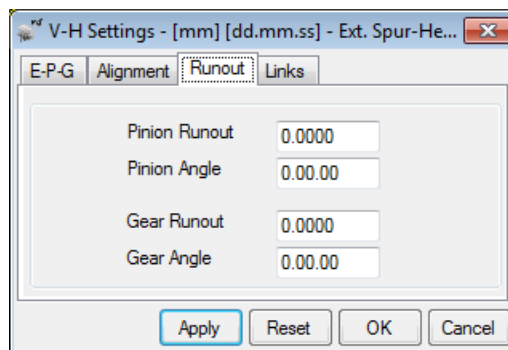 V-H Settings - [mm] [dd.mm.ss] - Ext. Spur-He...
E-P-G Alignment Runout Links
Pinion Runout 0.0000
Pinion Angle 0.00.00
Gear Runout 0.0000
Gear Angle 0.00.00
Apply Reset OK Cancel